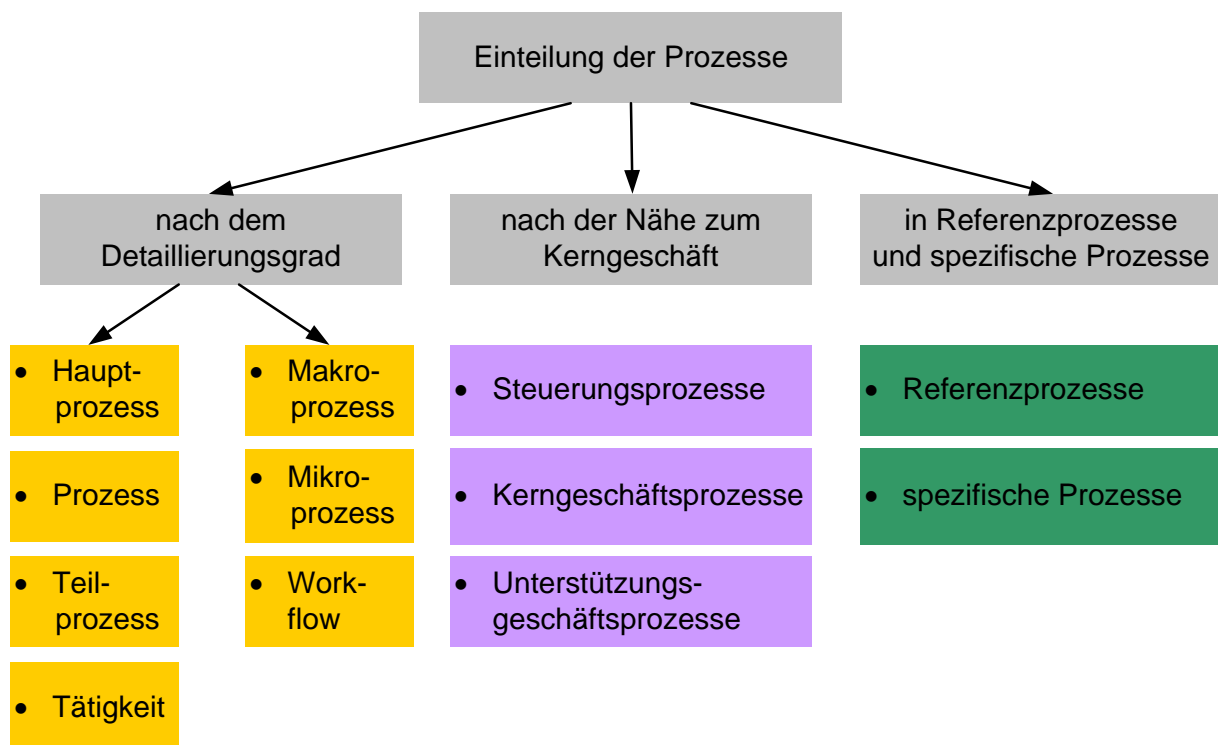 Einteilung der Prozesse
nach dem
Detaillierungsgrad
nach der Nähe zum
Kerngeschäft
in Referenzprozesse
und spezifische Prozesse
• Haupt-
prozess
• Prozess
• Teil-
prozess
• Tätigkeit
• Makro-
prozess
• Mikro-
prozess
• Work-
flow
• Steuerungsprozesse
• Kerngeschäftsprozesse
• Unterstützungs-
geschäftsprozesse
• Referenzprozesse
• spezifische Prozesse